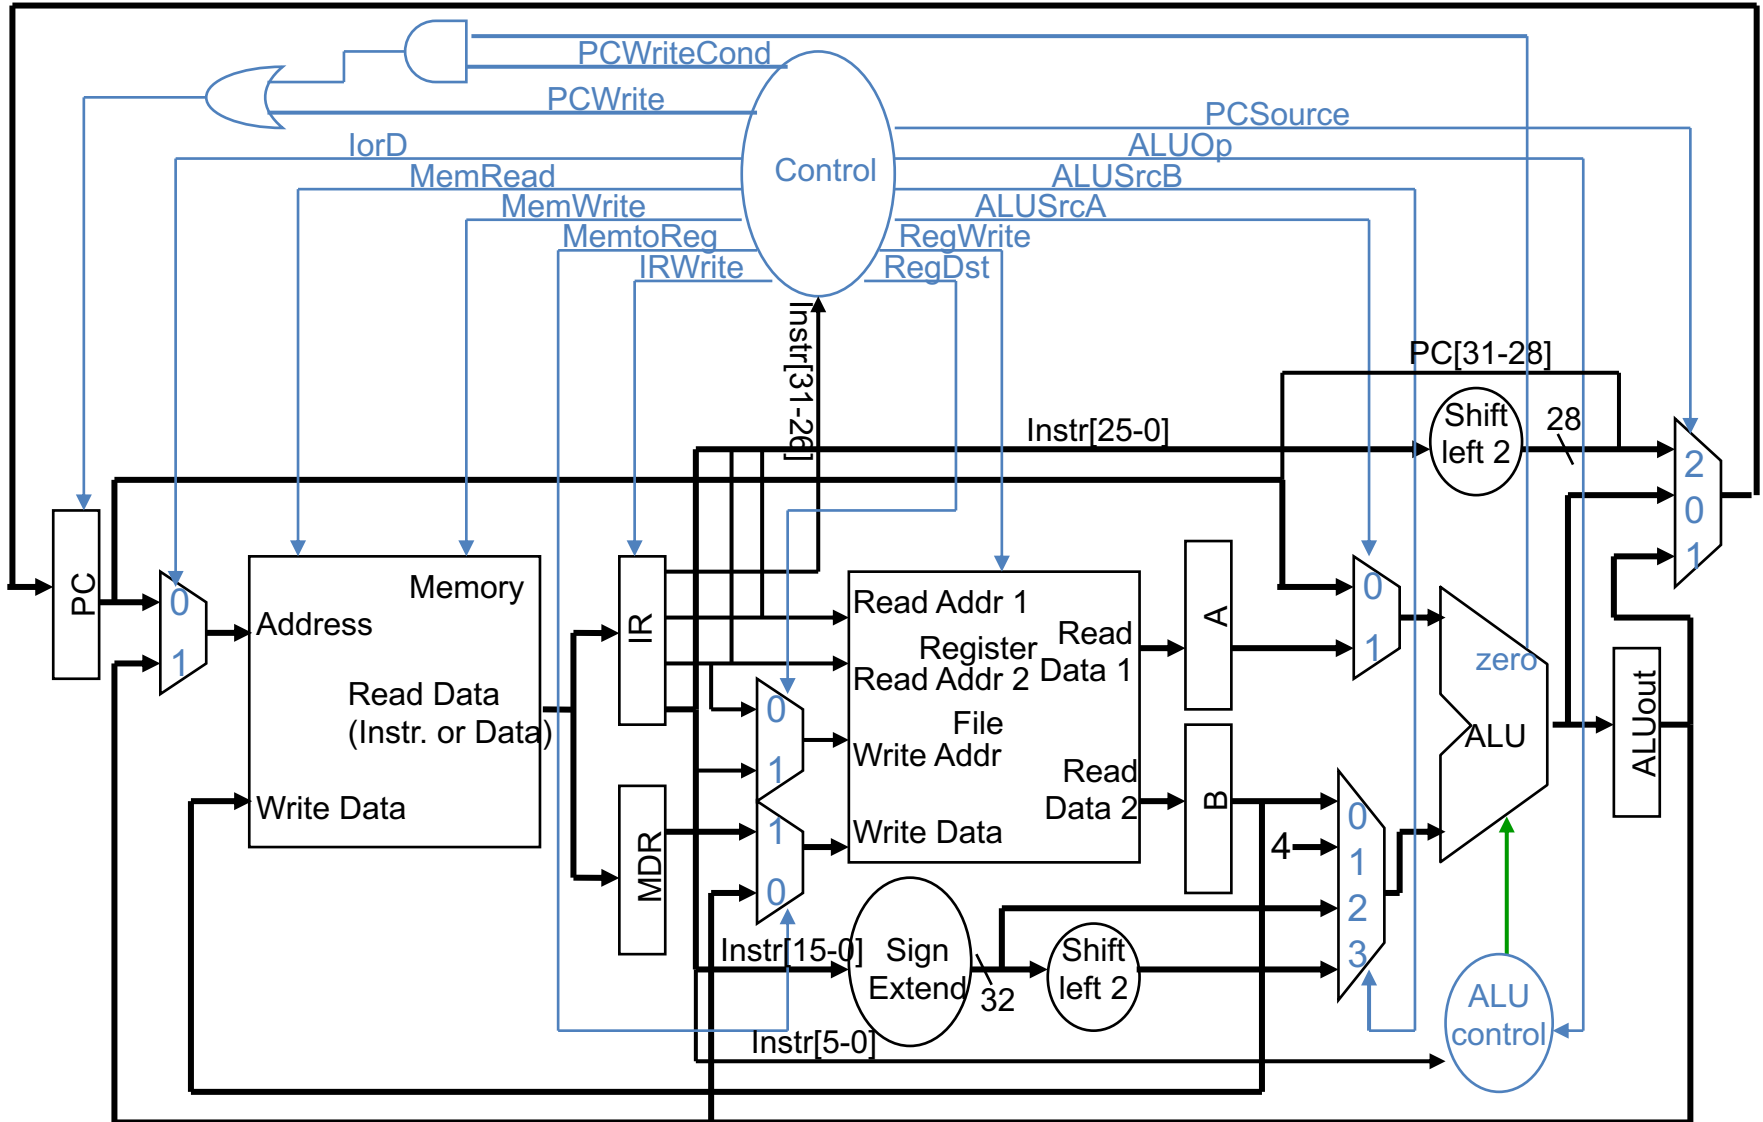 PCWriteCond
PCWrite
PCSource
IorD
ALUOp
MemRead
Control
ALUSrcB
MemWrite
ALUSrcA
MemtoReg
RegWrite
IRWrite
RegDst
Instr[31-26]
PC[31-28]
Instr[25-0]
Shift
left 2
28
2
0
1
PC
0
1
Memory
Address
Read Data
(Instr. or Data)
Write Data
IR
MDR
0
1
1
0
Read Addr 1
Register
Read Addr 2
File
Write Addr
Write Data
Read
Data 1
Read
Data 2
A
B
0
1
zero
ALU
ALUout
4
0
1
2
3
Instr[15-0]
Sign
Extend
32
Shift
left 2
Instr[5-0]
ALU
control